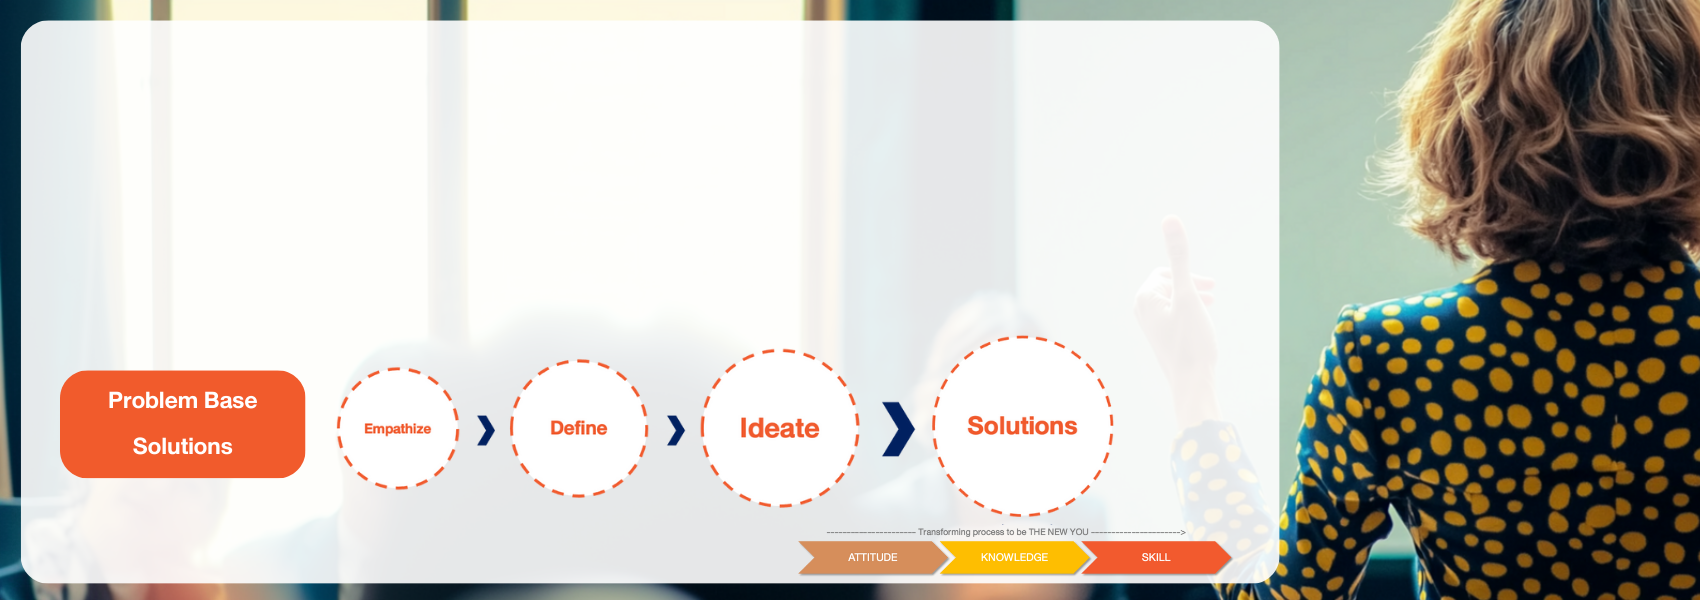 Problem Base
Solutions
Empathize
Define
Ideate
Solutions
---------------------- Transforming process to be THE NEW YOU ---------------------->
ATTITUDE
KNOWLEDGE
SKILL